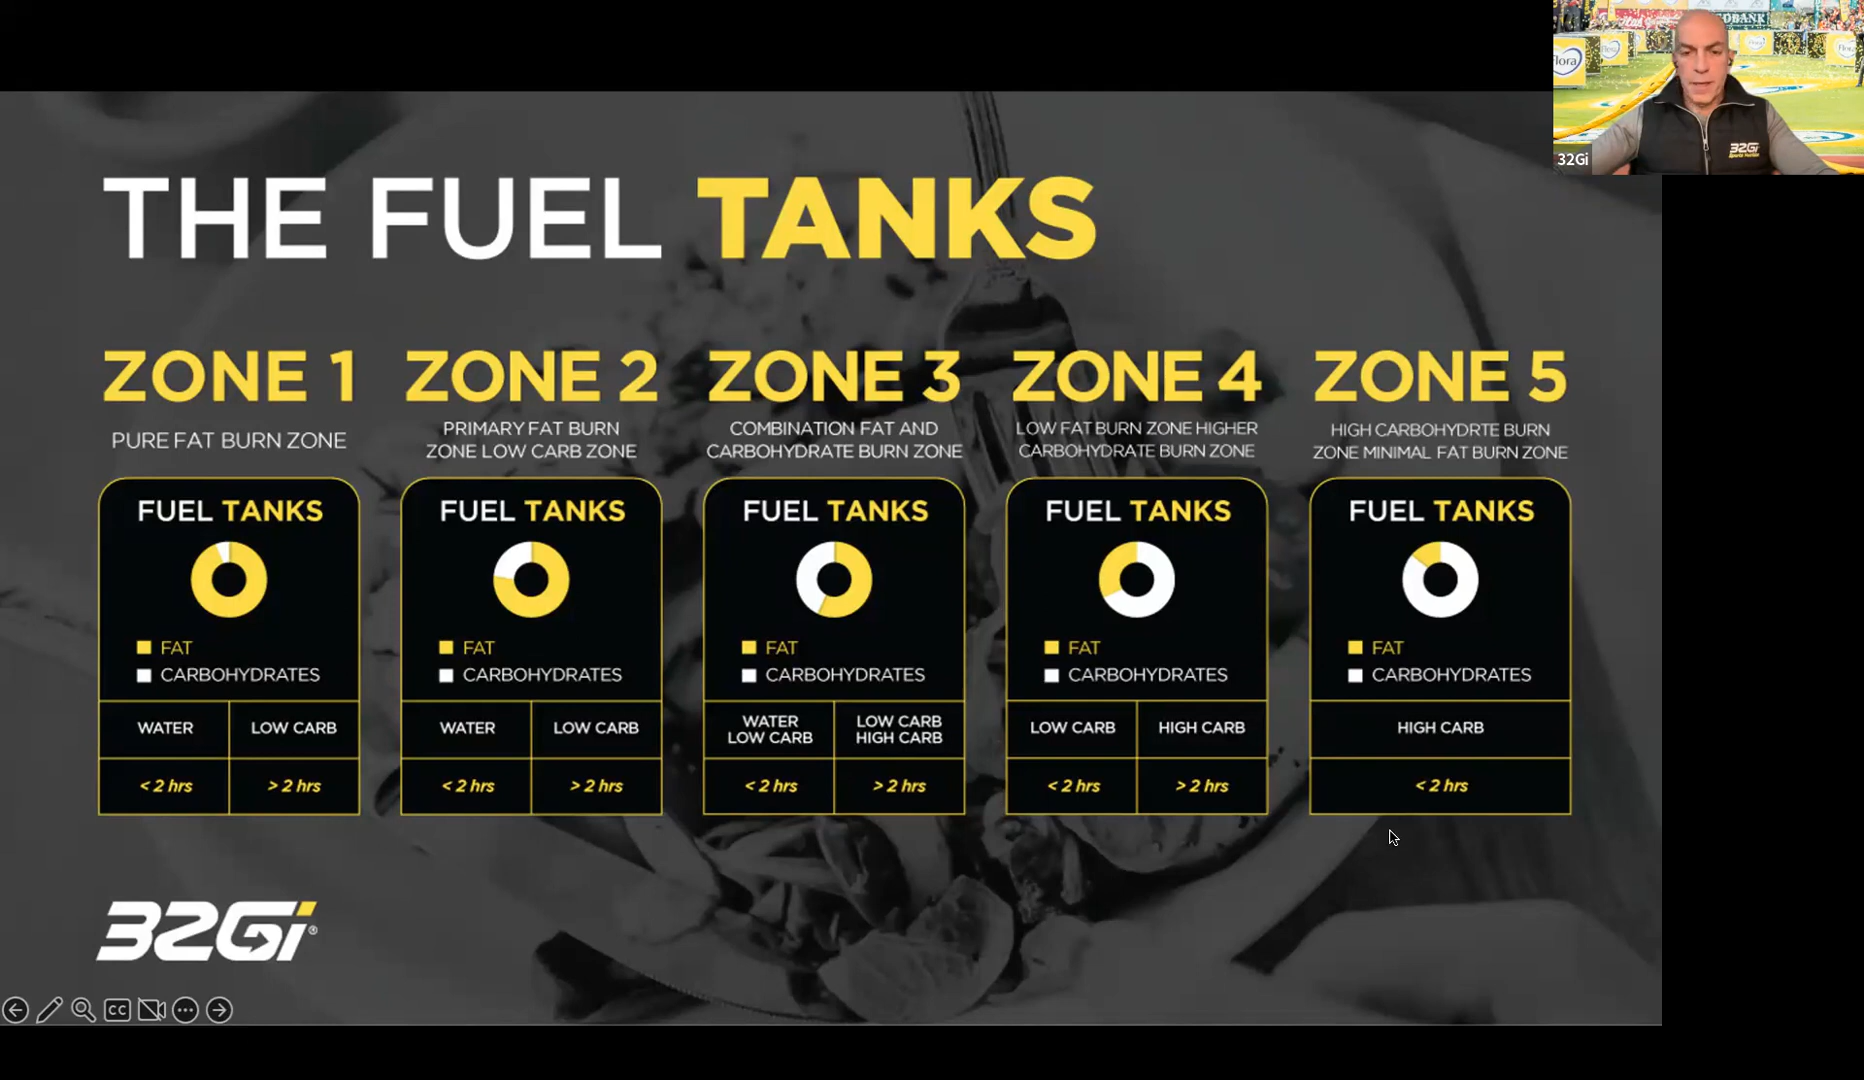 THE FUEL TANKS
ZONE 1
PURE FAT BURN ZONE
FUEL TANKS
FAT
CARBOHYDRATES
WATER
LOW CARB
< 2 hrs
> 2 hrs
ZONE 2
PRIMARY FAT BURN
ZONE LOW CARB ZONE
FUEL TANKS
FAT
CARBOHYDRATES
WATER
LOW CARB
< 2 hrs
> 2 hrs
ZONE 3
COMBINATION FAT AND
CARBOHYDRATE BURN ZONE
FUEL TANKS
FAT
CARBOHYDRATES
WATER
LOW CARB
LOW CARB
HIGH CARB
< 2 hrs
> 2 hrs
ZONE 4
LOW FAT BURN ZONE HIGHER
CARBOHYDRATE BURN ZONE
FUEL TANKS
FAT
CARBOHYDRATES
LOW CARB
HIGH CARB
< 2 hrs
> 2 hrs
ZONE 5
HIGH CARBOHYDRTE BURN
ZONE MINIMAL FAT BURN ZONE
FUEL TANKS
FAT
CARBOHYDRATES
HIGH CARB
< 2 hrs
32Gi®
CC
32Gi
32Gi
Flora